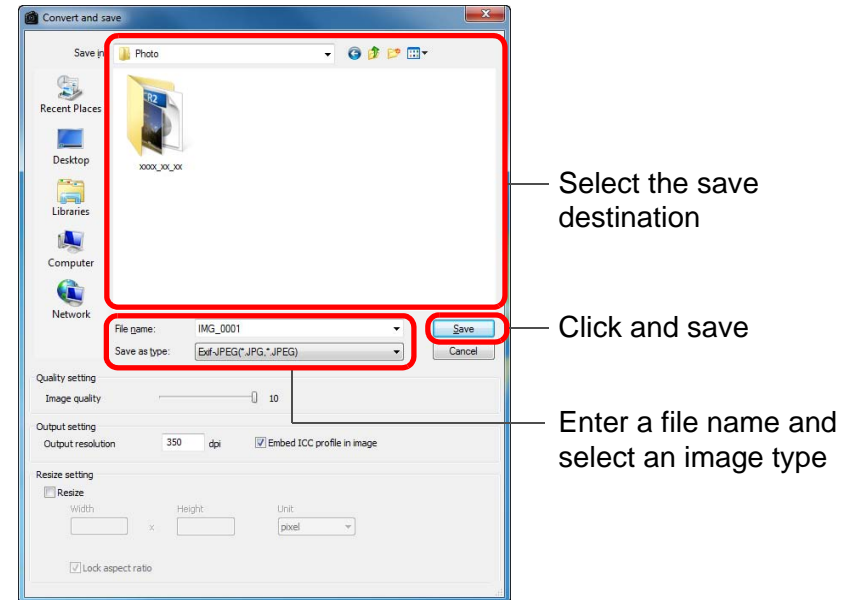 Convert and save
Save in:
Photo
Recent Places
CR2
xxxx_xx_xx
Desktop
Libraries
Computer
Network
File name:
IMG_0001
Save
Save as type:
Exif-JPEG(*.JPG,*.JPEG)
Cancel
Quality setting
Image quality
10
Output setting
Output resolution
350
dpi
Embed ICC profile in image
Resize setting
Resize
Width
Height
Unit
x
pixel
Lock aspect ratio
Select the save
destination
Click and save
Enter a file name and
select an image type